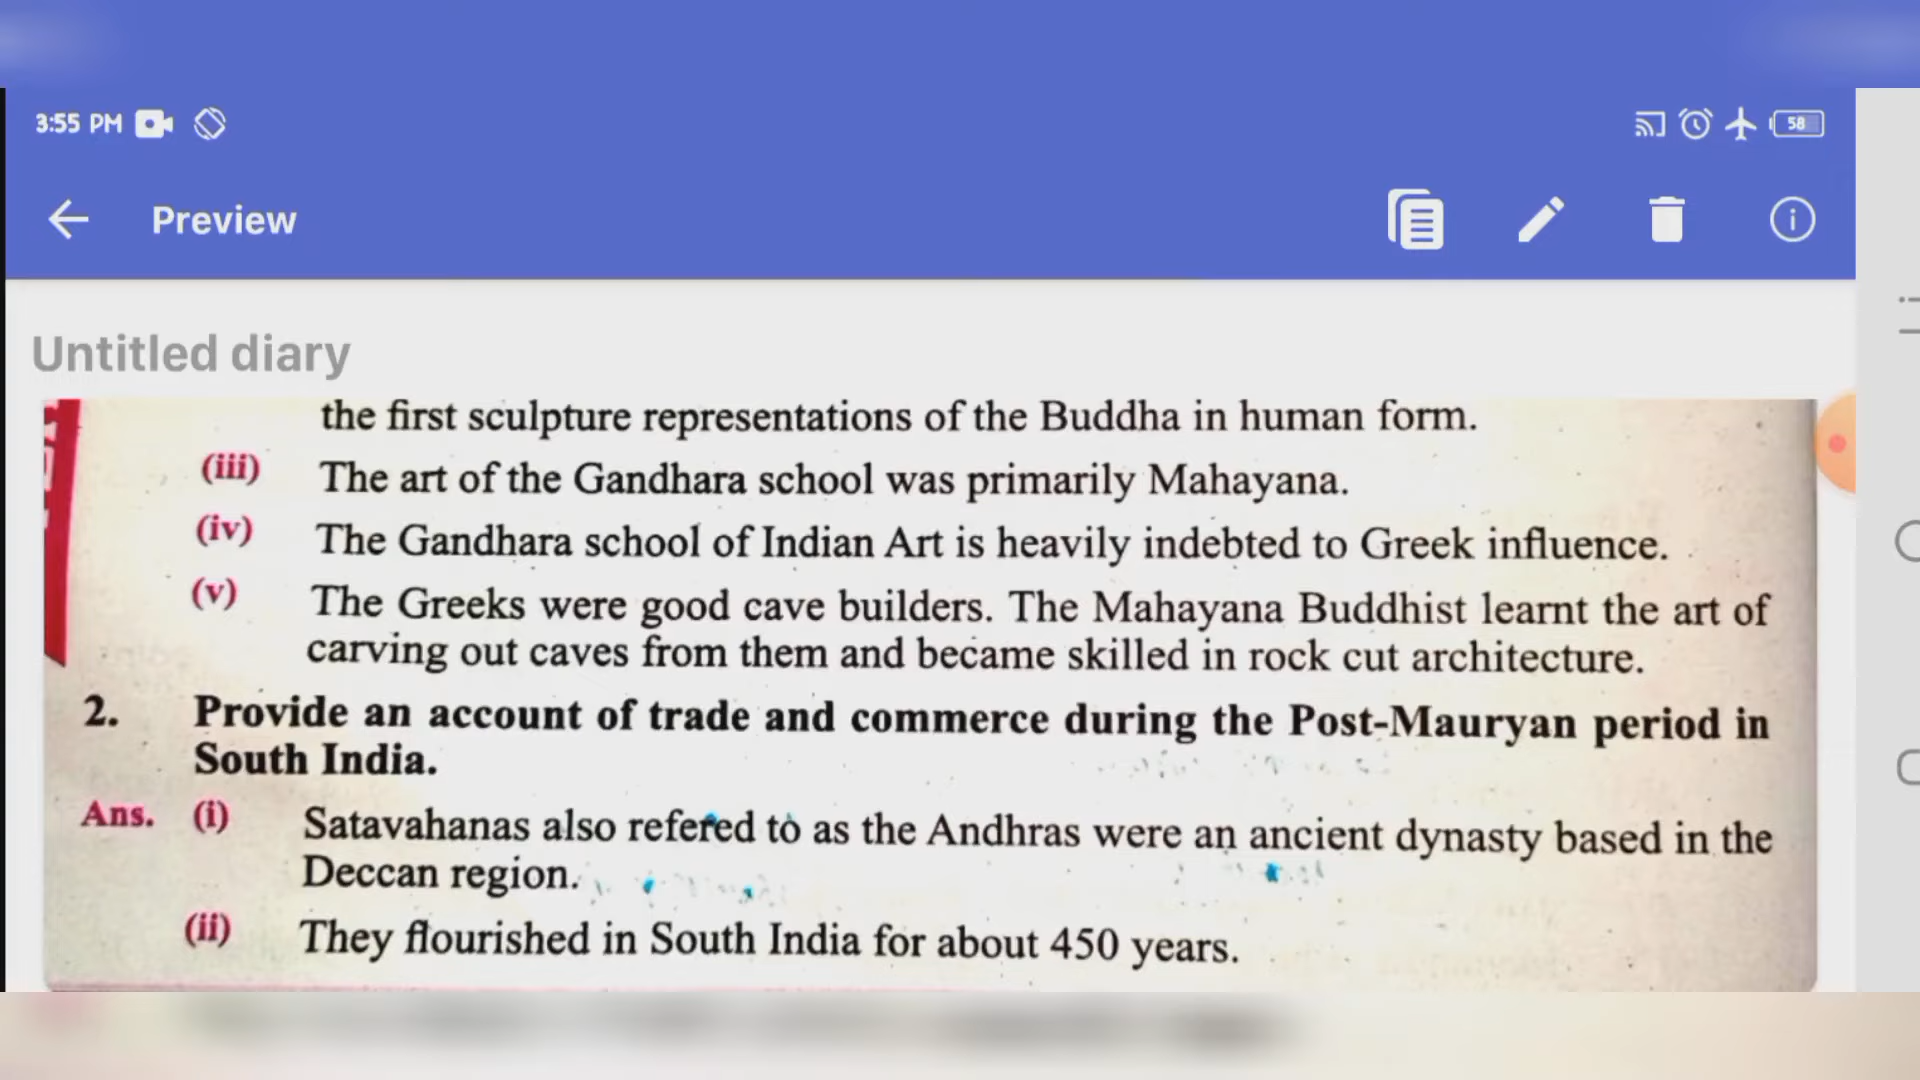 3:55 PM
58
Preview
Untitled diary
the first sculpture representations of the Buddha in human form.
(iii) The art of the Gandhara school was primarily Mahayana.
(iv) The Gandhara school of Indian Art is heavily indebted to Greek influence.
(v) The Greeks were good cave builders. The Mahayana Buddhist learnt the art of
carving out caves from them and became skilled in rock cut architecture.
2. Provide an account of trade and commerce during the Post-Mauryan period in
South India.
Ans. (i) Satavahanas also refered to as the Andhras were an ancient dynasty based in the
Deccan region.
(ii) They flourished in South India for about 450 years.